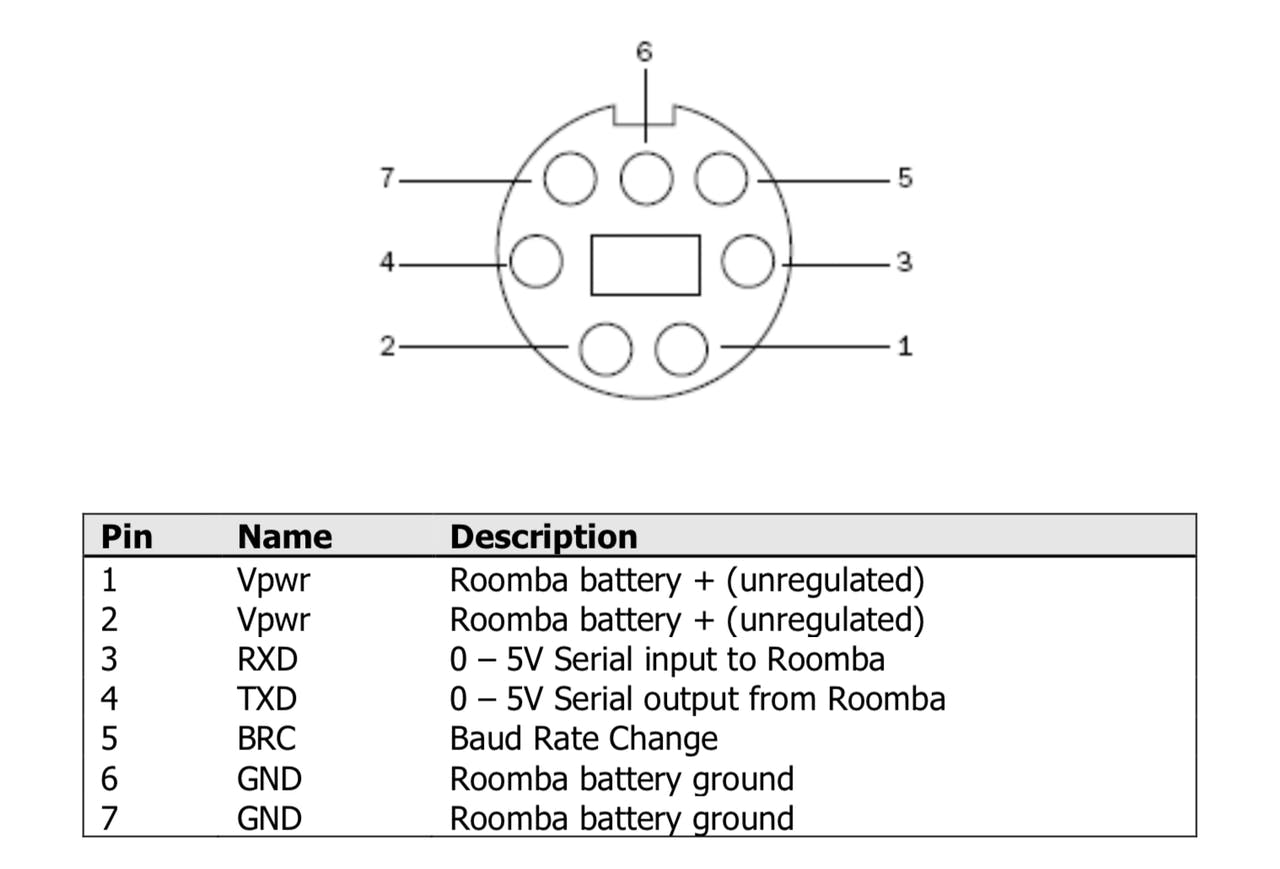 6
7 5
4 3
2 1
Pin Name Description
1 Vpwr Roomba battery + (unregulated)
2 Vpwr Roomba battery + (unregulated)
3 RXD 0 – 5V Serial input to Roomba
4 TXD 0 – 5V Serial output from Roomba
5 BRC Baud Rate Change
6 GND Roomba battery ground
7 GND Roomba battery ground